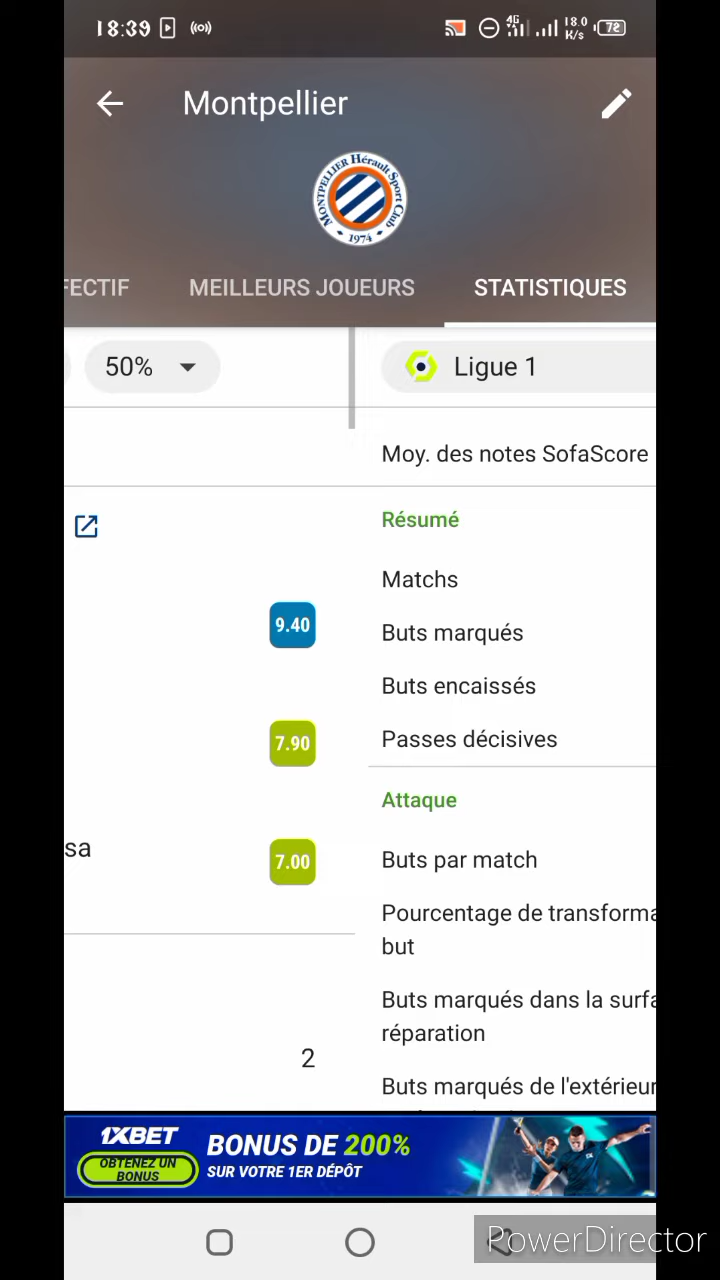 18:39
4G
18.0
K/s
72
Montpellier
MONTPELLIER Hérault Sport Club
1974
FECTIF
MEILLEURS JOUEURS
STATISTIQUES
50%
Ligue 1
Moy. des notes SofaScore
Résumé
Matchs
9.40
Buts marqués
Buts encaissés
7.90
Passes décisives
Attaque
sa
7.00
Buts par match
Pourcentage de transforma
but
Buts marqués dans la surfa
réparation
2
Buts marqués de l'extérieur
1XBET
OBTENEZ UN
BONUS
BONUS DE 200%
SUR VOTRE 1ER DÉPÔT
PowerDirector